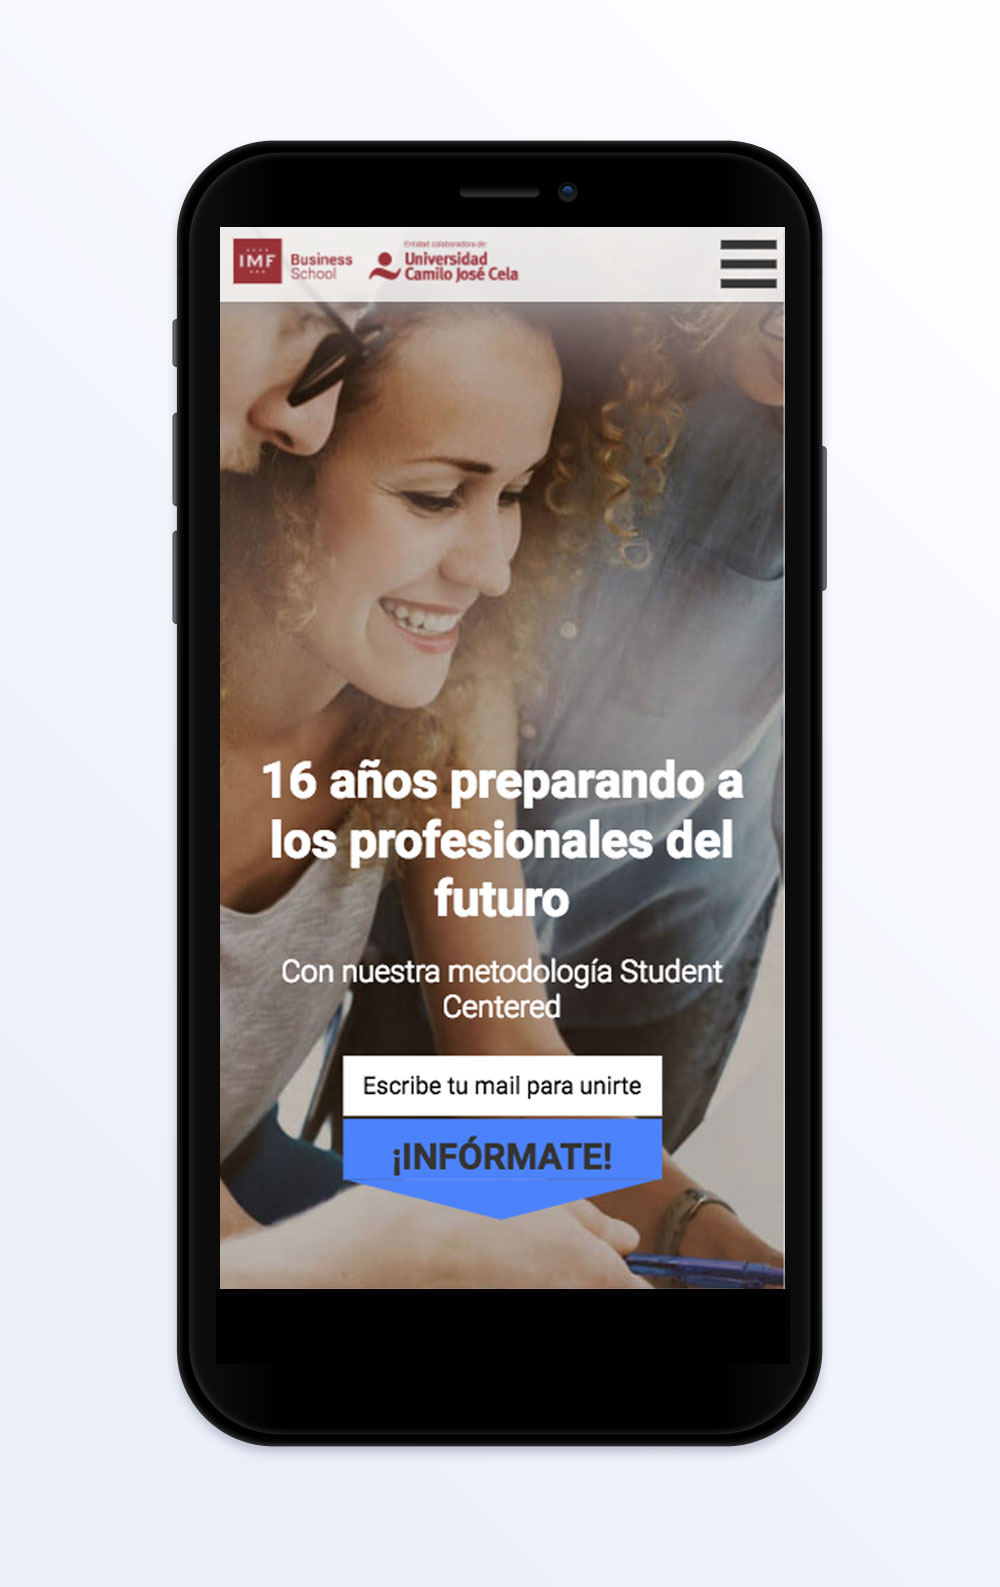 IMF
Business
School
Entidad colaboradora de:
Universidad
Camilo José Cela
16 años preparando a
los profesionales del
futuro
Con nuestra metodología Student
Centered
Escribe tu mail para unirte
¡INFÓRMATE!